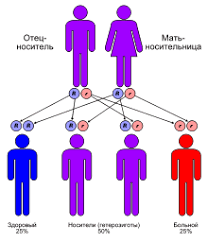 Отец-
носитель
Мать-
носительница
R r R r
R R R r R r r r
Здоровый
25%
Носители (гетерозиготы)
50%
Больной
25%